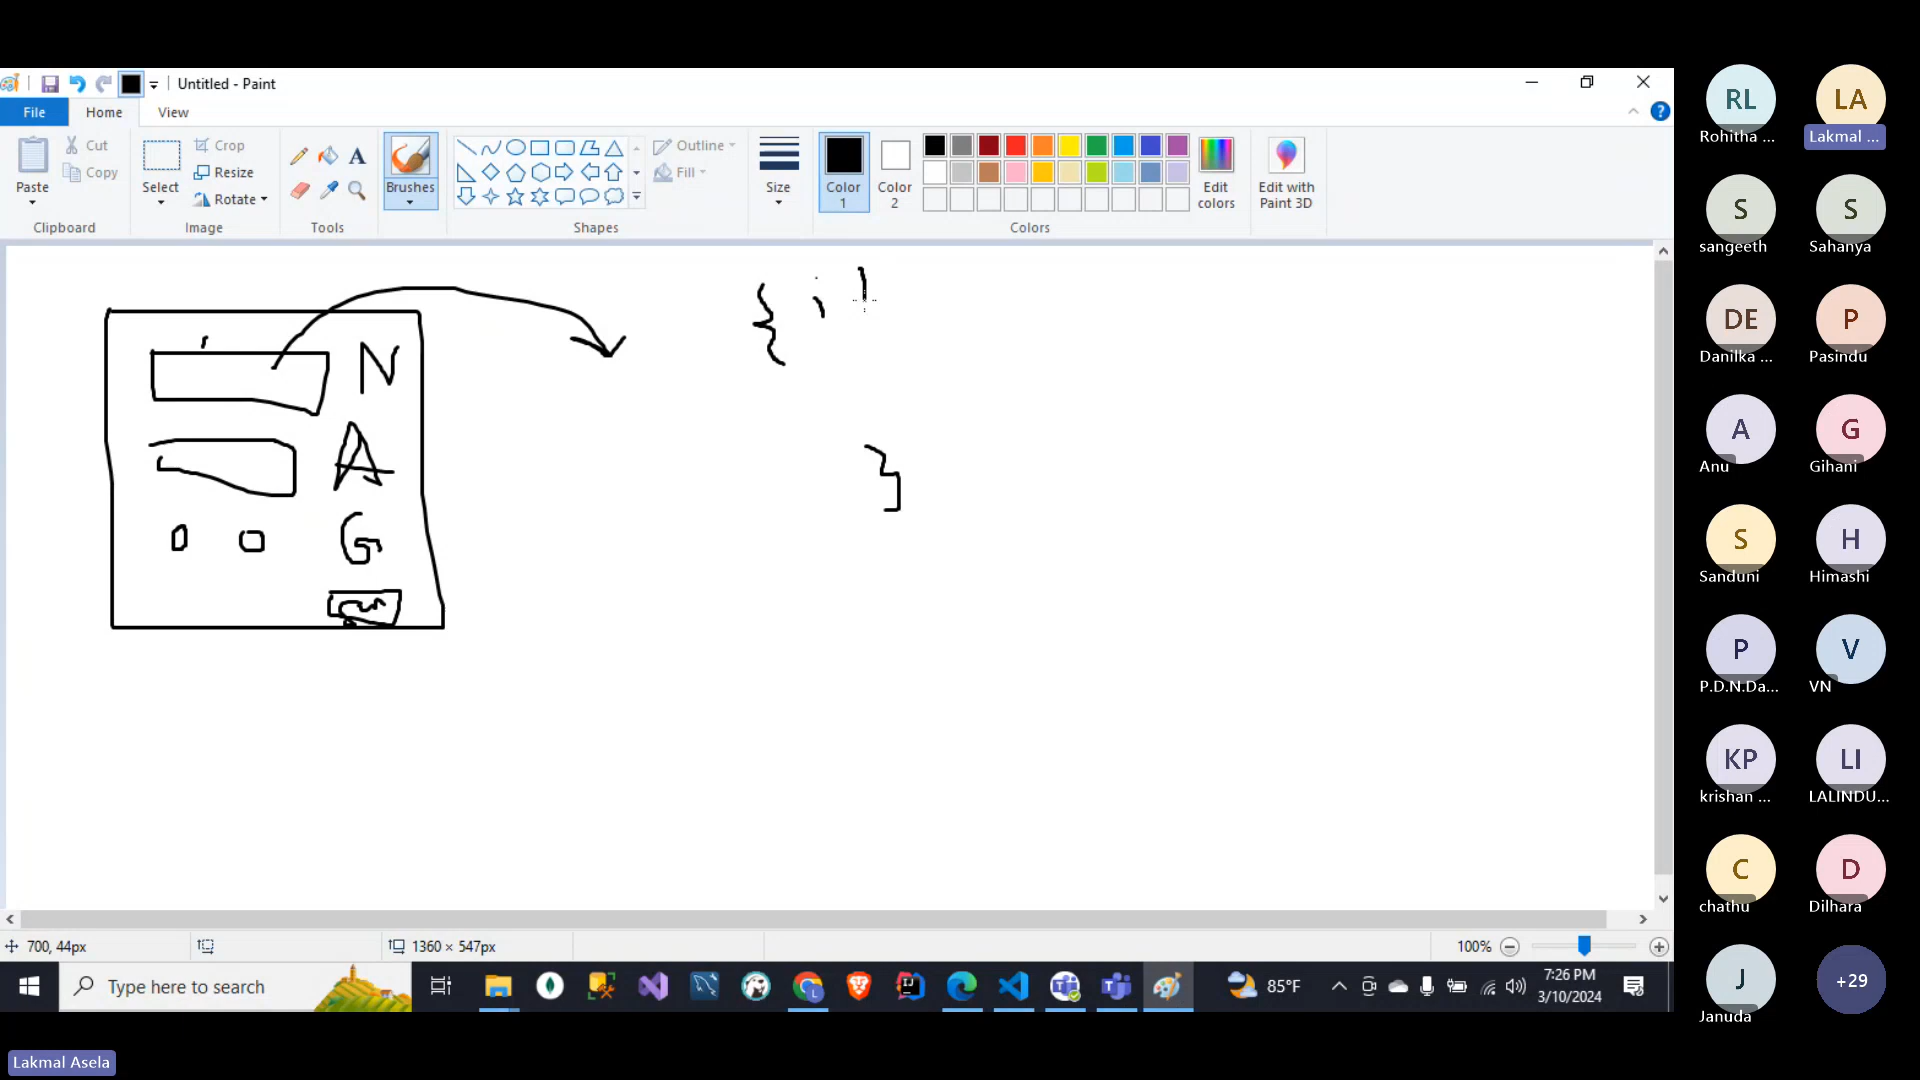 Untitled - Paint
File Home View
Paste
Cut
Copy
Clipboard
Select
Crop
Resize
Rotate
Image
Tools
Brushes
Outline
Fill
Shapes
Size
Color 1
Color 2
Edit colors
Edit with Paint 3D
Colors
{
N
A
G
}
700, 44px
1360 × 547px
100%
Type here to search
85°F
7:26 PM
3/10/2024
RL LA
Rohitha ... Lakmal ...
S S
sangeeth Sahanya
DE P
Danilka ... Pasindu
A G
Anu Gihani
S H
Sanduni Himashi
P V
P.D.N.Da... VN
KP LI
krishan ... LALINDU...
C D
chathu Dilhara
J +29
Januda
Lakmal Asela